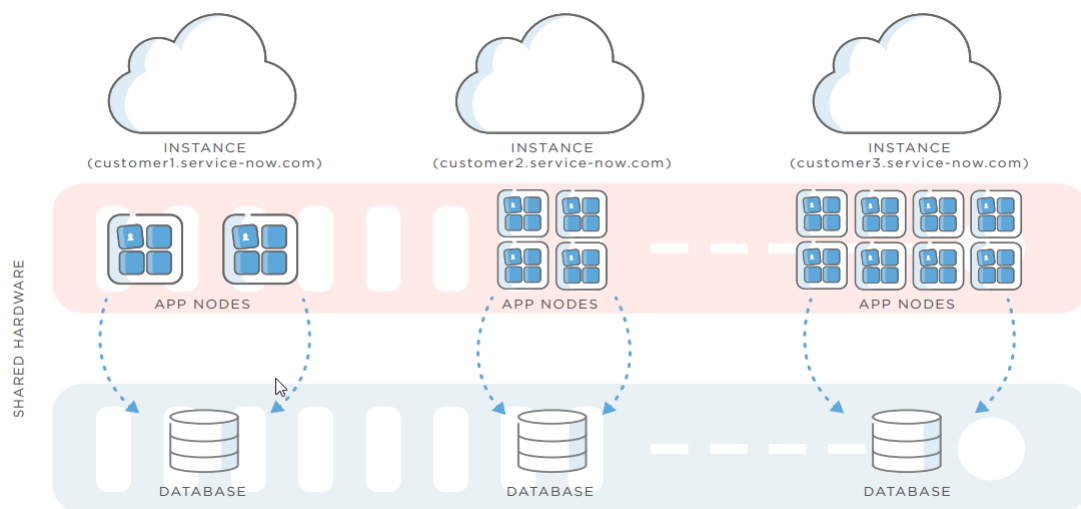 INSTANCE
(customer1.service-now.com)
INSTANCE
(customer2.service-now.com)
INSTANCE
(customer3.service-now.com)
SHARED HARDWARE
APP NODES
APP NODES
APP NODES
DATABASE
DATABASE
DATABASE